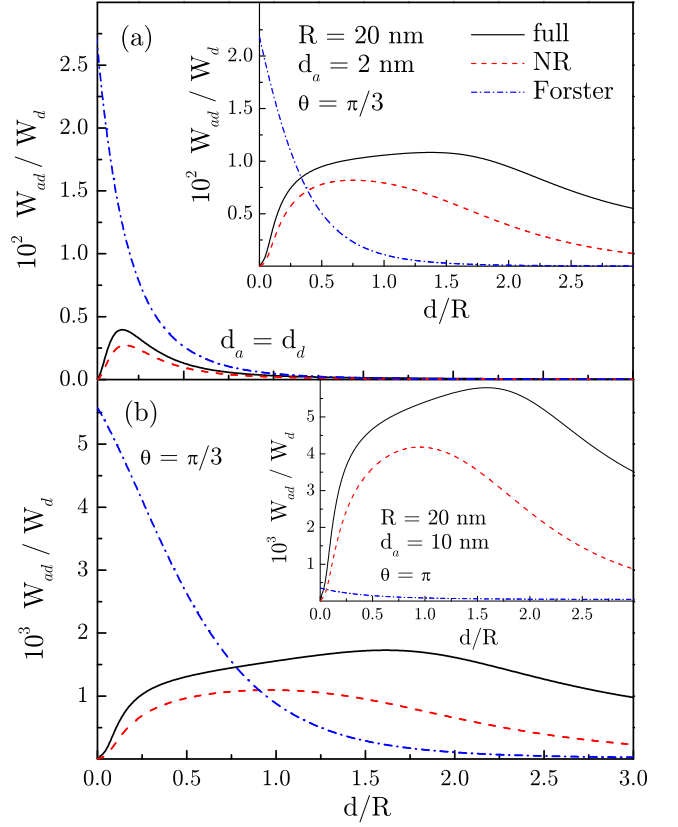 (a)
R = 20 nm
d_a = 2 nm
θ = π/3
full
NR
Forster
10^2 W_ad / W_d
2.0
1.5
1.0
0.5
0.0 0.5 1.0 1.5 2.0 2.5
d/R
10^2 W_ad / W_d
2.5
2.0
1.5
1.0
0.5
0.0
d_a = d_d
(b)
θ = π/3
10^3 W_ad / W_d
5
4
3
2
1
0.0 0.5 1.0 1.5 2.0 2.5 3.0
d/R
10^3 W_ad / W_d
5
4
3
2
1
0
R = 20 nm
d_a = 10 nm
θ = π
0.0 0.5 1.0 1.5 2.0 2.5
d/R